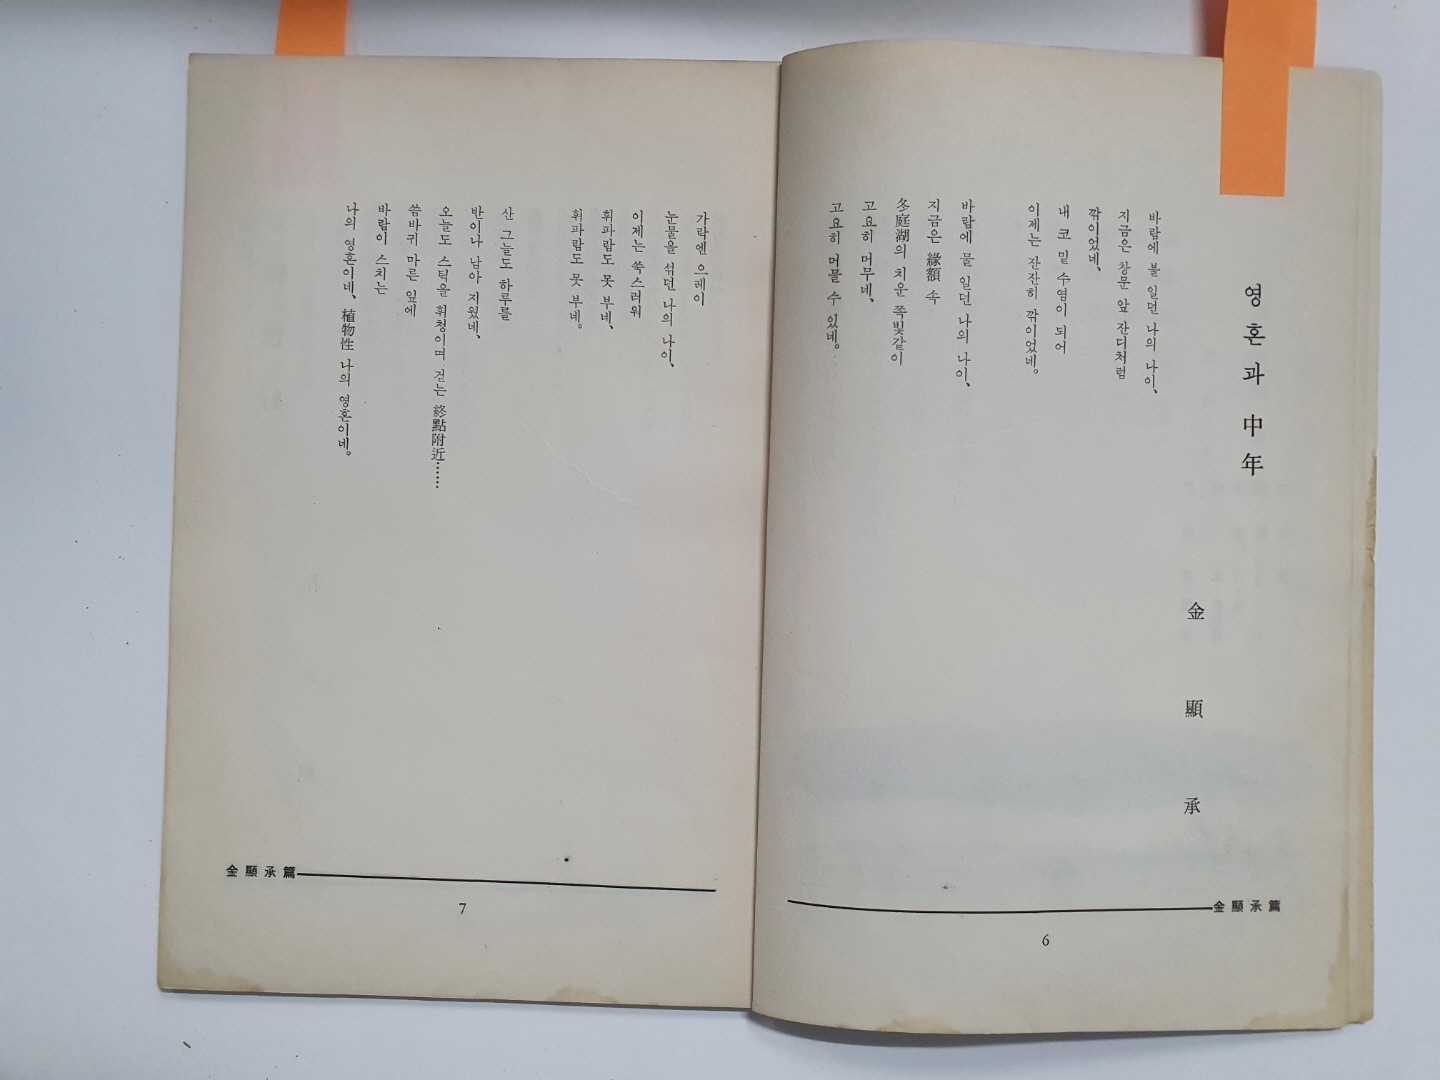 영혼과 中年
金顯承
바람에 불 일던 나의 나이、
지금은 창문 앞 잔디처럼
깎이었네、
내 코 밑 수염이 되어
이제는 잔잔히 깎이었네。
바람에 물 일던 나의 나이、
지금은 緣額 속
冬庭湖의 치운 쪽빛같이
고요히 머무네、
고요히 머물 수 있네。
金顯承篇
6
가락엔 으레이
눈물을 섞던 나의 나이、
이제는 쑥스러워
휘파람도 못 부네、
휘파람도 못 부네。
산 그늘도 하루를
반이나 남아 지웠네、
오늘도 스틱을 휘청이며 걷는 終點附近……
씀바귀 마른 잎에
바람이 스치는
나의 영혼이네、植物性 나의 영혼이네。
金顯承篇
7